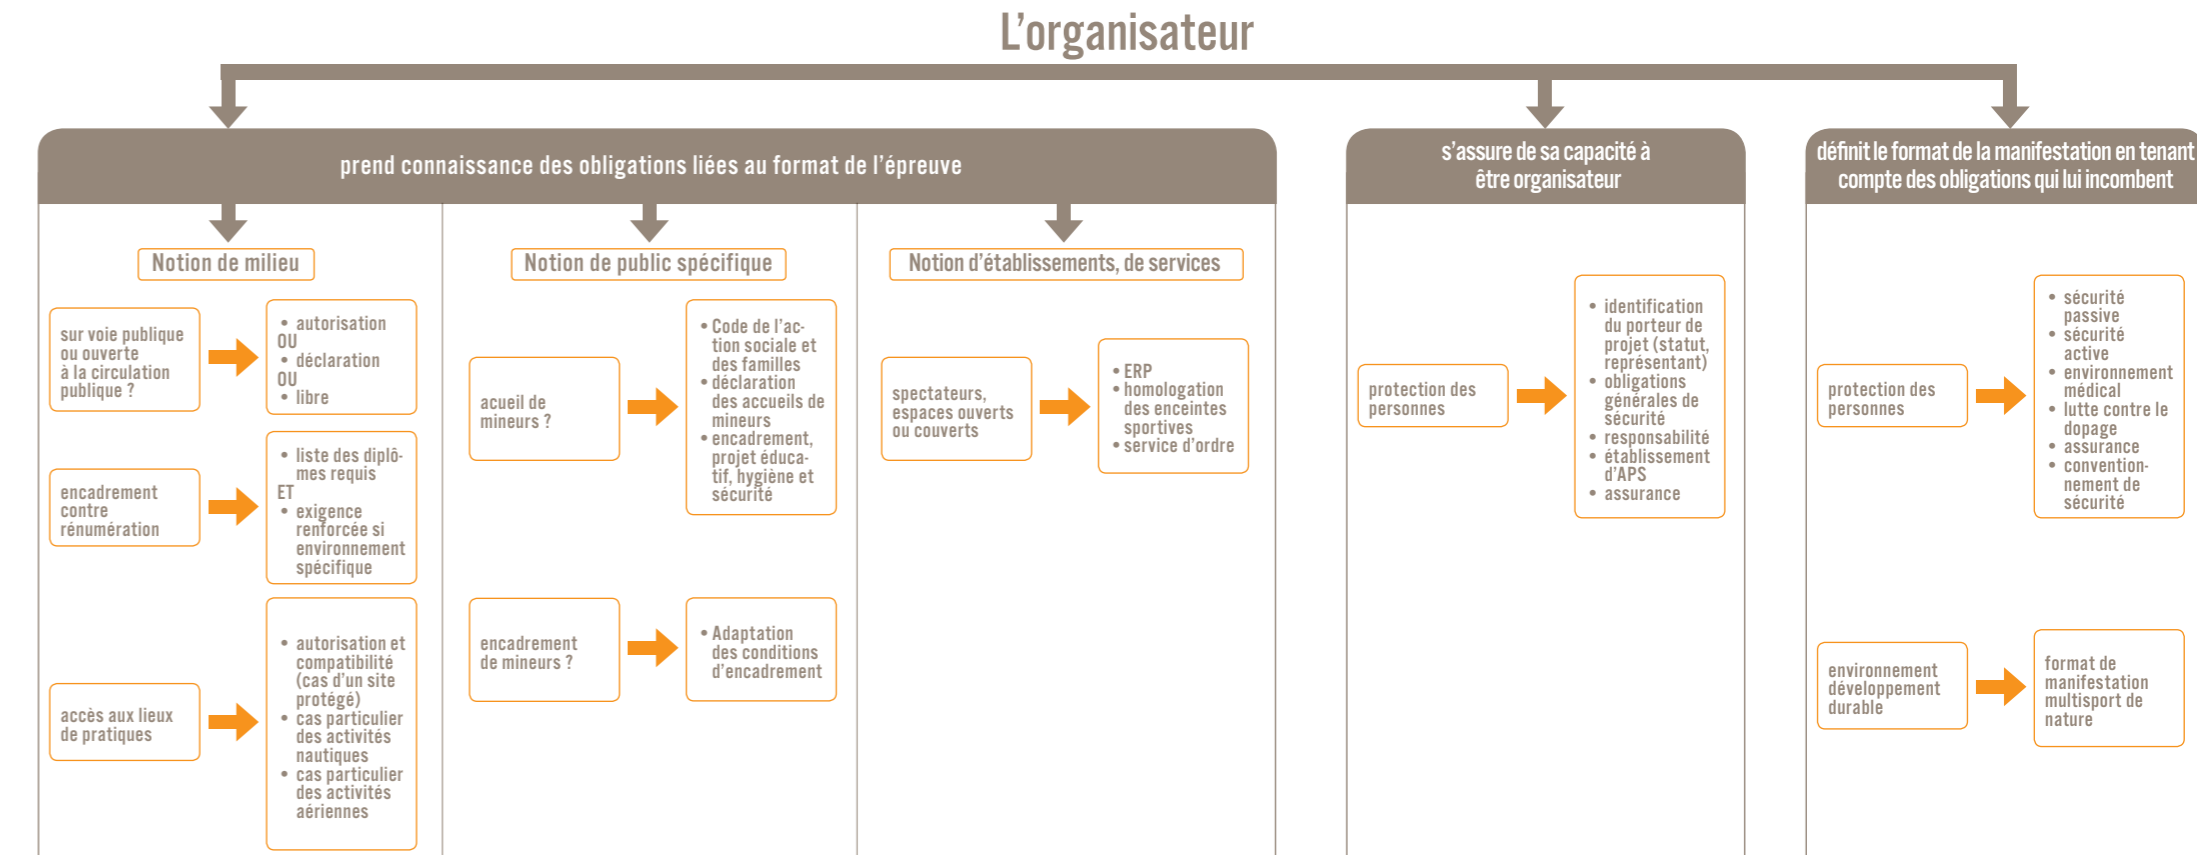 L’organisateur
prend connaissance des obligations liées au format de l’épreuve
Notion de milieu
sur voie publique
ou ouverte
à la circulation
publique ?
• autorisation
OU
• déclaration
OU
• libre
encadrement
contre
rénumération
• liste des diplô-
mes requis
ET
• exigence
renforcée si
environnement
spécifique
accès aux lieux
de pratiques
• autorisation et
compatibilité
(cas d’un site
protégé)
• cas particulier
des activités
nautiques
• cas particulier
des activités
aériennes
Notion de public spécifique
acueil de
mineurs ?
• Code de l’ac-
tion sociale et
des familles
• déclaration
des accueils de
mineurs
• encadrement,
projet éduca-
tif, hygiène et
sécurité
encadrement
de mineurs ?
• Adaptation
des conditions
d’encadrement
Notion d’établissements, de services
spectateurs,
espaces ouverts
ou couverts
• ERP
• homologation
des enceintes
sportives
• service d’ordre
s’assure de sa capacité à
être organisateur
protection des
personnes
• identification
du porteur de
projet (statut,
représentant)
• obligations
générales de
sécurité
• responsabilité
• établissement
d’APS
• assurance
définit le format de la manifestation en tenant
compte des obligations qui lui incombent
protection des
personnes
• sécurité
passive
• sécurité
active
• environnement
médical
• lutte contre le
dopage
• assurance
• convention-
nement de
sécurité
environnement
développement
durable
format de
manifestation
multisport de
nature